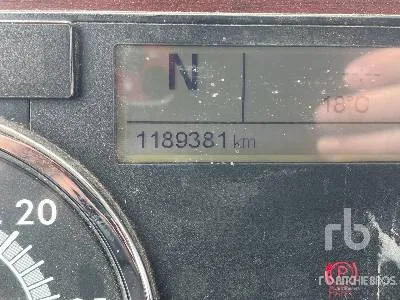 N
18°C
1189381 km
20
rb
RITCHIE BROS.